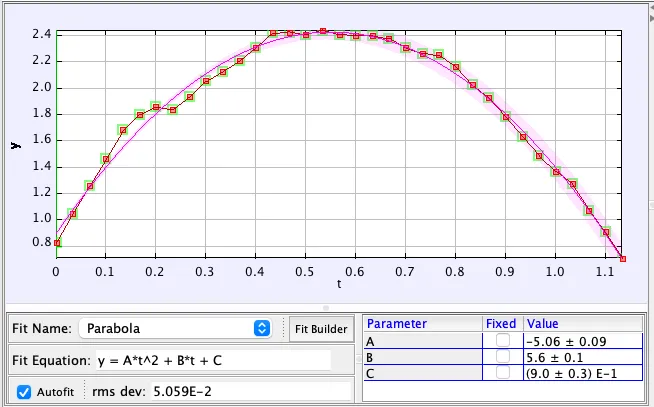 2.4
2.2
2.0
1.8
1.6
1.4
1.2
1.0
0.8
y
0 0.1 0.2 0.3 0.4 0.5 0.6 0.7 0.8 0.9 1.0 1.1
t
Fit Name: Parabola Fit Builder
Fit Equation: y = A*t^2 + B*t + C
Autofit rms dev: 5.059E-2
Parameter Fixed Value
A -5.06 ± 0.09
B 5.6 ± 0.1
C (9.0 ± 0.3) E-1